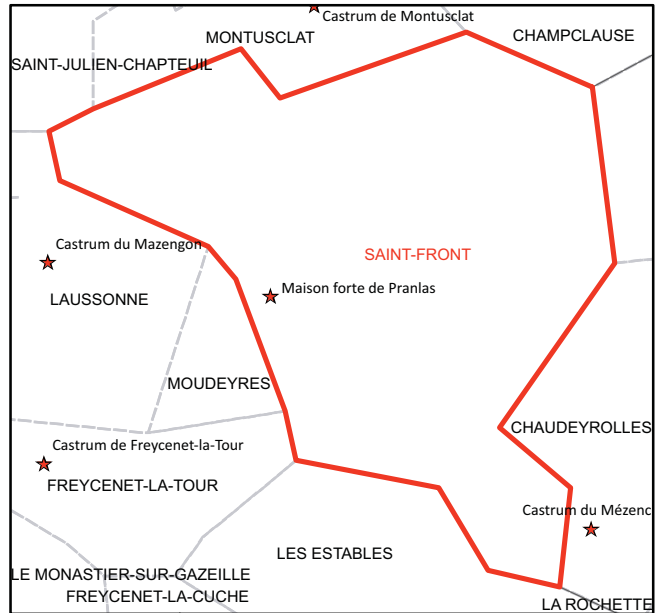 Castrum de Montusclat
MONTUSCLAT
CHAMPCLAUSE
SAINT-JULIEN-CHAPTEUIL
Castrum du Mazengon
SAINT-FRONT
Maison forte de Pranlas
LAUSSONNE
MOUDEYRES
CHAUDEYROLLES
Castrum de Freycenet-la-Tour
FREYCENET-LA-TOUR
Castrum du Mézenc
LES ESTABLES
LE MONASTIER-SUR-GAZEILLE
FREYCENET-LA-CUCHE
LA ROCHETTE